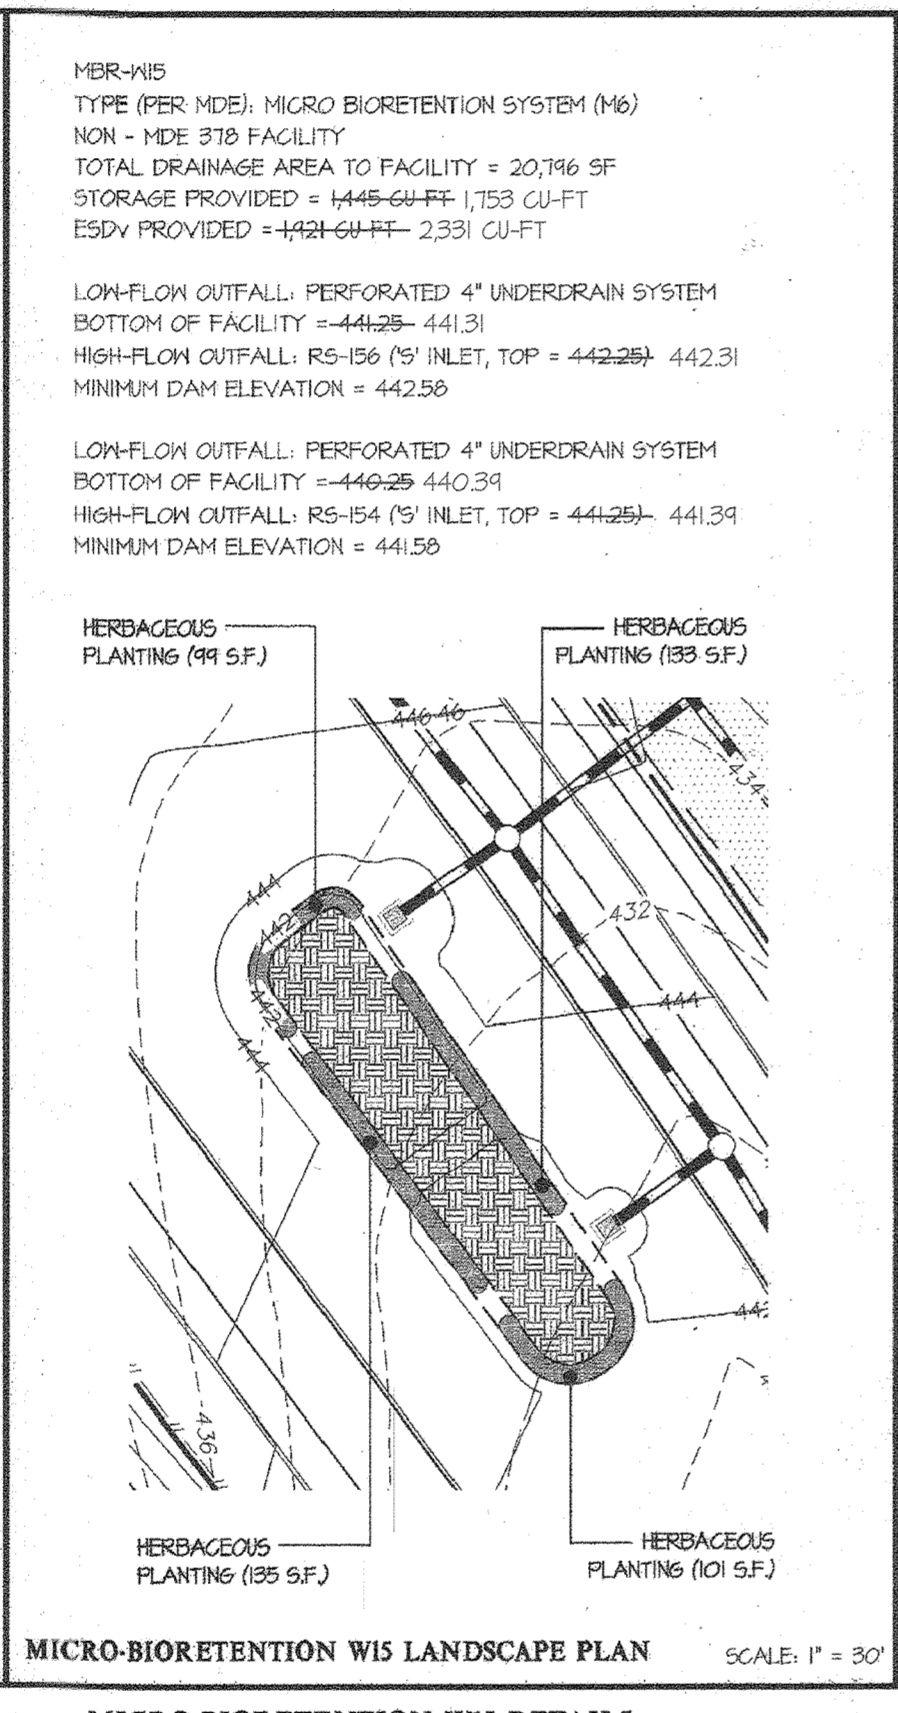 MBR-W15
TYPE (PER MDE): MICRO BIORETENTION SYSTEM (M6)
NON - MDE 378 FACILITY
TOTAL DRAINAGE AREA TO FACILITY = 20,796 SF
STORAGE PROVIDED = 1,445 CU-FT 1,753 CU-FT
ESDv PROVIDED = 1,921 CU-FT 2,331 CU-FT
LOW-FLOW OUTFALL: PERFORATED 4" UNDERDRAIN SYSTEM
BOTTOM OF FACILITY = 441.25 441.31
HIGH-FLOW OUTFALL: RS-156 ('S' INLET, TOP = 442.25) 442.31
MINIMUM DAM ELEVATION = 442.58
LOW-FLOW OUTFALL: PERFORATED 4" UNDERDRAIN SYSTEM
BOTTOM OF FACILITY = 440.25 440.39
HIGH-FLOW OUTFALL: RS-154 ('S' INLET, TOP = 441.25) 441.39
MINIMUM DAM ELEVATION = 441.58
HERBACEOUS
PLANTING (99 S.F.)
HERBACEOUS
PLANTING (133 S.F.)
446 46
434
444
442
432
442
444
444
44
436
HERBACEOUS
PLANTING (135 S.F.)
HERBACEOUS
PLANTING (101 S.F.)
MICRO-BIORETENTION W15 LANDSCAPE PLAN
SCALE: 1" = 30'